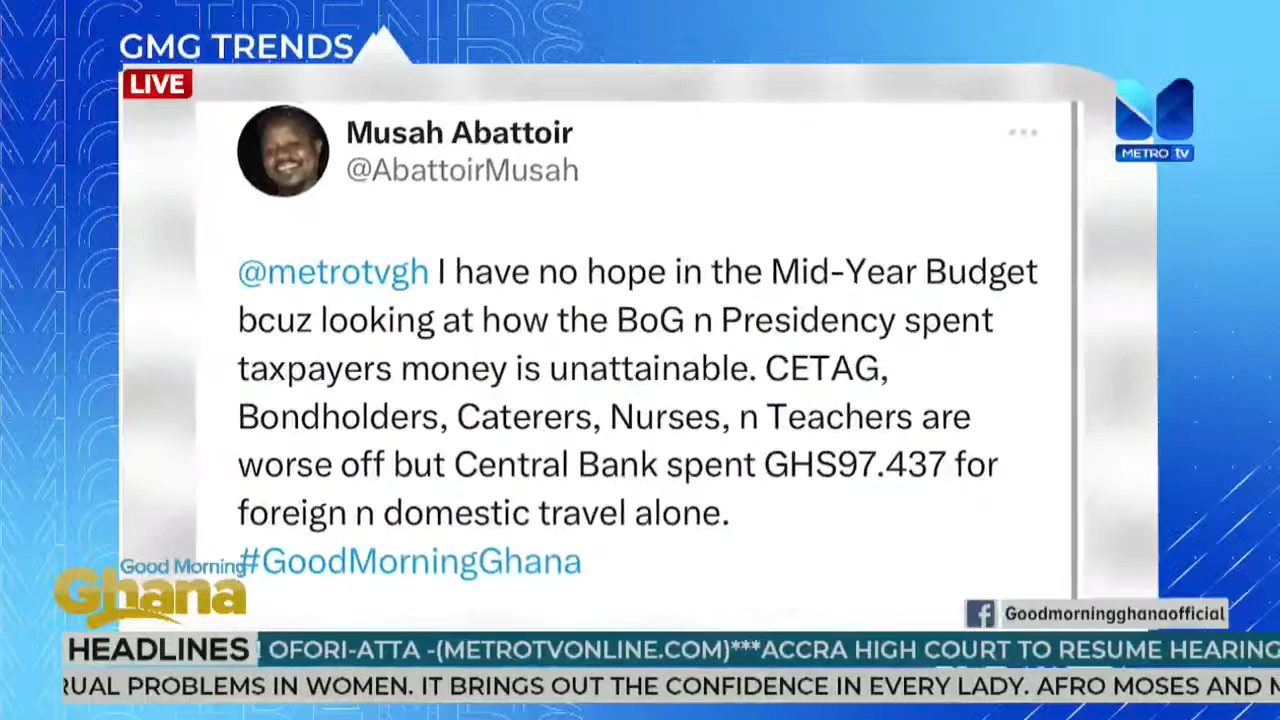 GMG TRENDS
LIVE
METRO tv
Musah Abattoir
@AbattoirMusah
@metrotvgh I have no hope in the Mid-Year Budget
bcuz looking at how the BoG n Presidency spent
taxpayers money is unattainable. CETAG,
Bondholders, Caterers, Nurses, n Teachers are
worse off but Central Bank spent GHS97.437 for
foreign n domestic travel alone.
#GoodMorningGhana
Good Morning
Ghana
Goodmorningghanaofficial
HEADLINES
OFORI-ATTA -(METROTVONLINE.COM)***ACCRA HIGH COURT TO RESUME HEARING
RUAL PROBLEMS IN WOMEN. IT BRINGS OUT THE CONFIDENCE IN EVERY LADY. AFRO MOSES AND